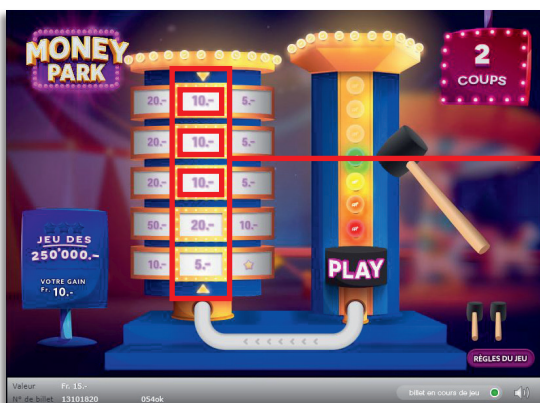 MONEY
PARK
2
COUPS
20.- 10.- 5.-
20.- 10.- 5.-
20.- 10.- 5.-
50.- 20.- 10.-
10.- 5.-
JEU DES
250'000.-
VOTRE GAIN
Fr. 10.-
PLAY
RÈGLES DU JEU
Valeur Fr. 15.-
N° de billet 13101820 054ok
billet en cours de jeu